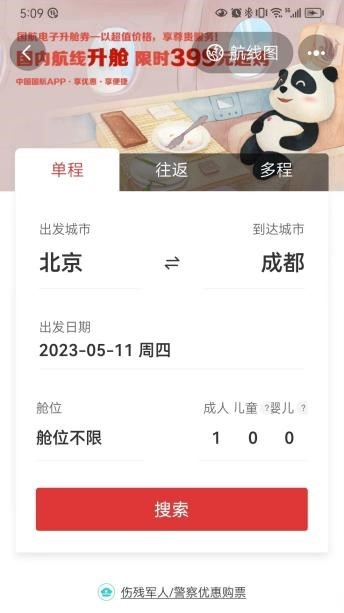 5:09
国航电子升舱券—以超值价格，享尊贵服务！
国内航线升舱 限时399
航线图
中国国航APP·享优惠·享便捷
单程 往返 多程
出发城市 到达城市
北京 成都
出发日期
2023-05-11 周四
舱位 成人 儿童 ? 婴儿 ?
舱位不限 1 0 0
搜索
伤残军人/警察优惠购票